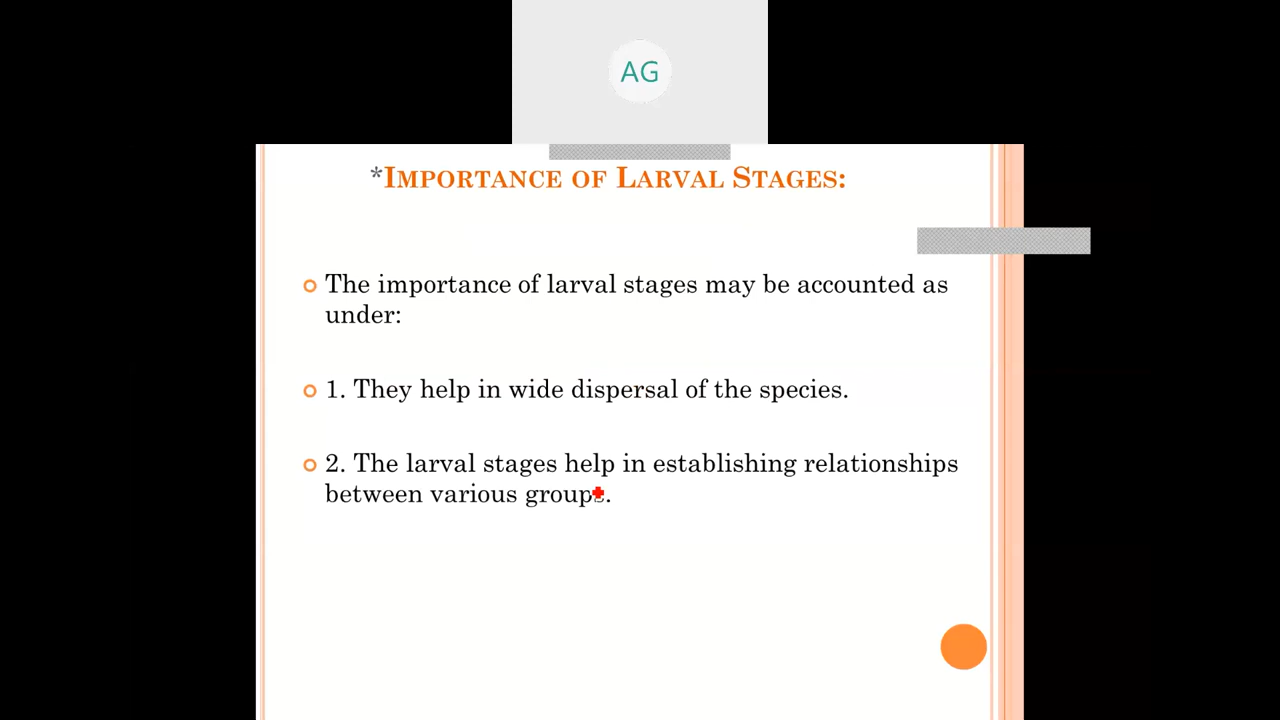 AG
*IMPORTANCE OF LARVAL STAGES:
The importance of larval stages may be accounted as
under:
1. They help in wide dispersal of the species.
2. The larval stages help in establishing relationships
between various groups.